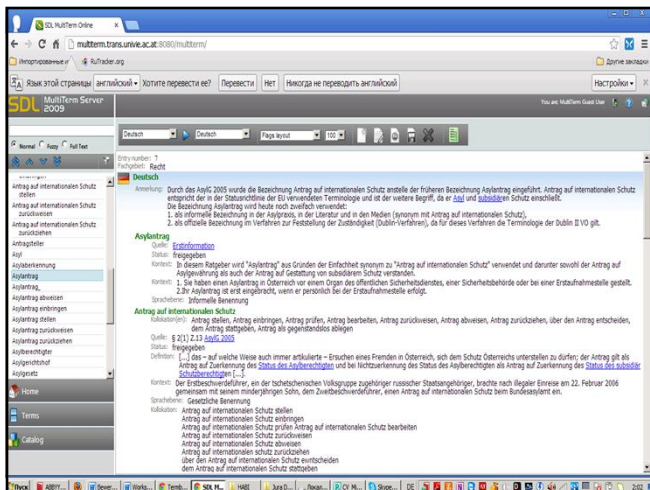 SDL MultiTerm Online
multiterm.trans.univie.ac.at:8080/multiterm/
Импортированные
RuTracker.org
Другие закладки
Язык этой страницы английский Хотите перевести ее? Перевести Нет Никогда не переводить английский Настройки
SDL MultiTerm Server 2009
You are: MultiTerm Guest User
Normal Fuzzy Full Text
Deutsch Deutsch Flags layout 100
stellen
Antrag auf internationalen Schutz
zurückweisen
Antrag auf internationalen Schutz
zurückziehen
Antragsteller
Asyl
Asylaberkennung
Asylantrag
Asylantrag,
Asylantrag abweisen
Asylantrag einbringen
Asylantrag stellen
Asylantrag zurückweisen
Asylantrag zurückziehen
Asylberechtigter
Asylgerichtshof
Asylgesetz
Home
Terms
Catalog
Entry number: 7
Fachgebiet: Recht
Deutsch
Anmerkung: Durch das AsylG 2005 wurde die Bezeichnung Antrag auf internationalen Schutz anstelle der früheren Bezeichnung Asylantrag eingeführt. Antrag auf internationalen Schutz
entspricht der in der Statusrichtlinie der EU verwendeten Terminologie und ist der weitere Begriff, da er Asyl und subsidiären Schutz einschließt.
Die Bezeichnung Asylantrag wird heute noch zweifach verwendet:
1. als informelle Bezeichnung in der Asylpraxis, in der Literatur und in den Medien (synonym mit Antrag auf internationalen Schutz),
2. als offizielle Bezeichnung im Verfahren zur Feststellung der Zuständigkeit (Dublin-Verfahren), da für dieses Verfahren die Terminologie der Dublin II VO gilt.
Asylantrag
Quelle: Erstinformation
Status: freigegeben
Kontext: In diesem Ratgeber wird "Asylantrag" aus Gründen der Einfachheit synonym zu "Antrag auf internationalen Schutz" verwendet und darunter sowohl der Antrag auf
Asylgewährung als auch der Antrag auf Gestattung von subsidiärem Schutz verstanden.
Kontext: 1. Sie haben einen Asylantrag in Österreich vor einem Organ des öffentlichen Sicherheitsdienstes, einer Sicherheitsbehörde oder bei einer Erstaufnahmestelle gestellt.
2.Ihr Asylantrag ist erst eingebracht, wenn er persönlich bei der Erstaufnahmestelle erfolgt.
Sprachebene: Informelle Benennung
Antrag auf internationalen Schutz
Kollokation(en): Antrag stellen, Antrag einbringen, Antrag prüfen, Antrag bearbeiten, Antrag zurückweisen, Antrag abweisen, Antrag zurückziehen, über den Antrag entscheiden,
dem Antrag stattgeben, Antrag als gegenstandslos ablegen
Quelle: § 2(1) Z.13 AsylG 2005
Status: freigegeben
Definition: [...] das – auf welche Weise auch immer artikulierte – Ersuchen eines Fremden in Österreich, sich dem Schutz Österreichs unterstellen zu dürfen; der Antrag gilt als
Antrag auf Zuerkennung des Status des Asylberechtigten und bei Nichtzuerkennung des Status des Asylberechtigten als Antrag auf Zuerkennung des Status des subsidiär
Schutzberechtigten [...].
Kontext: Der Erstbeschwerdeführer, ein der tschetschenischen Volksgruppe zugehöriger russischer Staatsangehöriger, brachte nach illegaler Einreise am 22. Februar 2006
gemeinsam mit seinem minderjährigen Sohn, dem Zweitbeschwerdeführer, einen Antrag auf internationalen Schutz beim Bundesasylamt ein.
Sprachebene: Gesetzliche Benennung
Kollokation: Antrag auf internationalen Schutz stellen
Antrag auf internationalen Schutz einbringen
Antrag auf internationalen Schutz prüfen Antrag auf internationalen Schutz bearbeiten
Antrag auf internationalen Schutz zurückweisen
Antrag auf internationalen Schutz abweisen
Antrag auf internationalen schutz zurückziehen
über den Antrag auf internationalen Schutz ewntscheiden
dem Antrag auf internationalen Schutz stattgeben
Пуск ABBYY... Sever... Works... Temb... SDL M... HABI Jura D... Локал... CV_Mi... Skype... DE 2:02